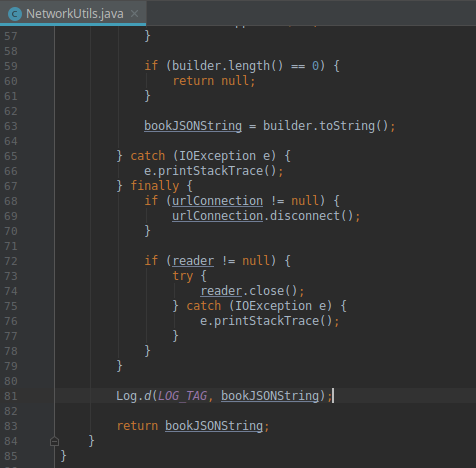 NetworkUtils.java
57 }
58
59 if (builder.length() == 0) {
60 return null;
61 }
62
63 bookJSONString = builder.toString();
64
65 } catch (IOException e) {
66 e.printStackTrace();
67 } finally {
68 if (urlConnection != null) {
69 urlConnection.disconnect();
70 }
71
72 if (reader != null) {
73 try {
74 reader.close();
75 } catch (IOException e) {
76 e.printStackTrace();
77 }
78 }
79 }
80
81 Log.d(LOG_TAG, bookJSONString);
82
83 return bookJSONString;
84 }
85 }